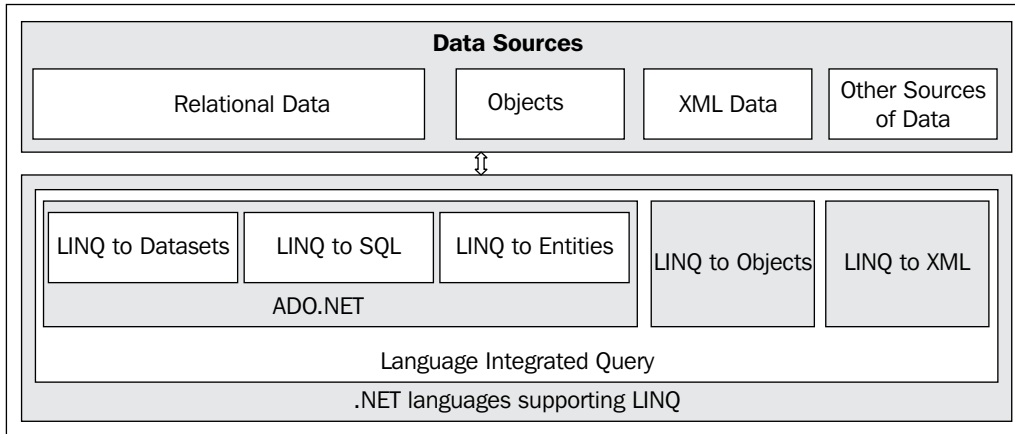 Data Sources
Relational Data
Objects
XML Data
Other Sources
of Data
LINQ to Datasets
LINQ to SQL
LINQ to Entities
LINQ to Objects
LINQ to XML
ADO.NET
Language Integrated Query
.NET languages supporting LINQ